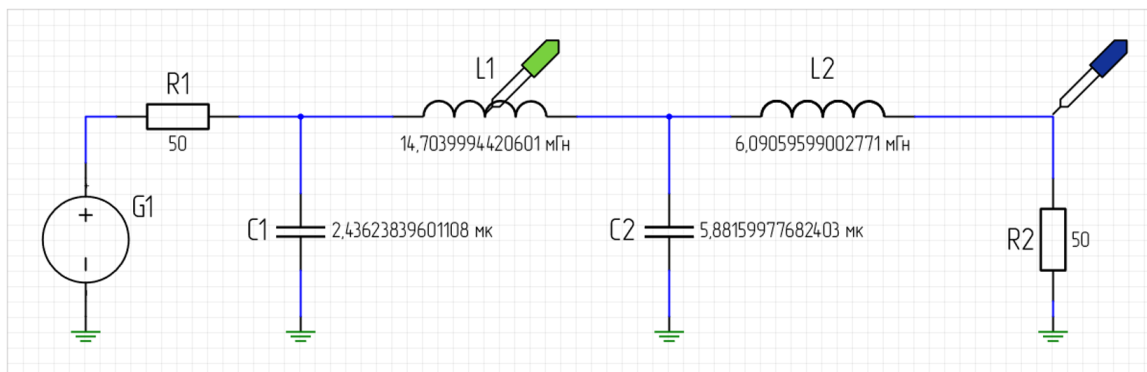 R1
50
G1
C1
2,43623839601108 мк
L1
14,7039994420601 мГн
C2
5,88159977682403 мк
L2
6,09059599002771 мГн
R2
50